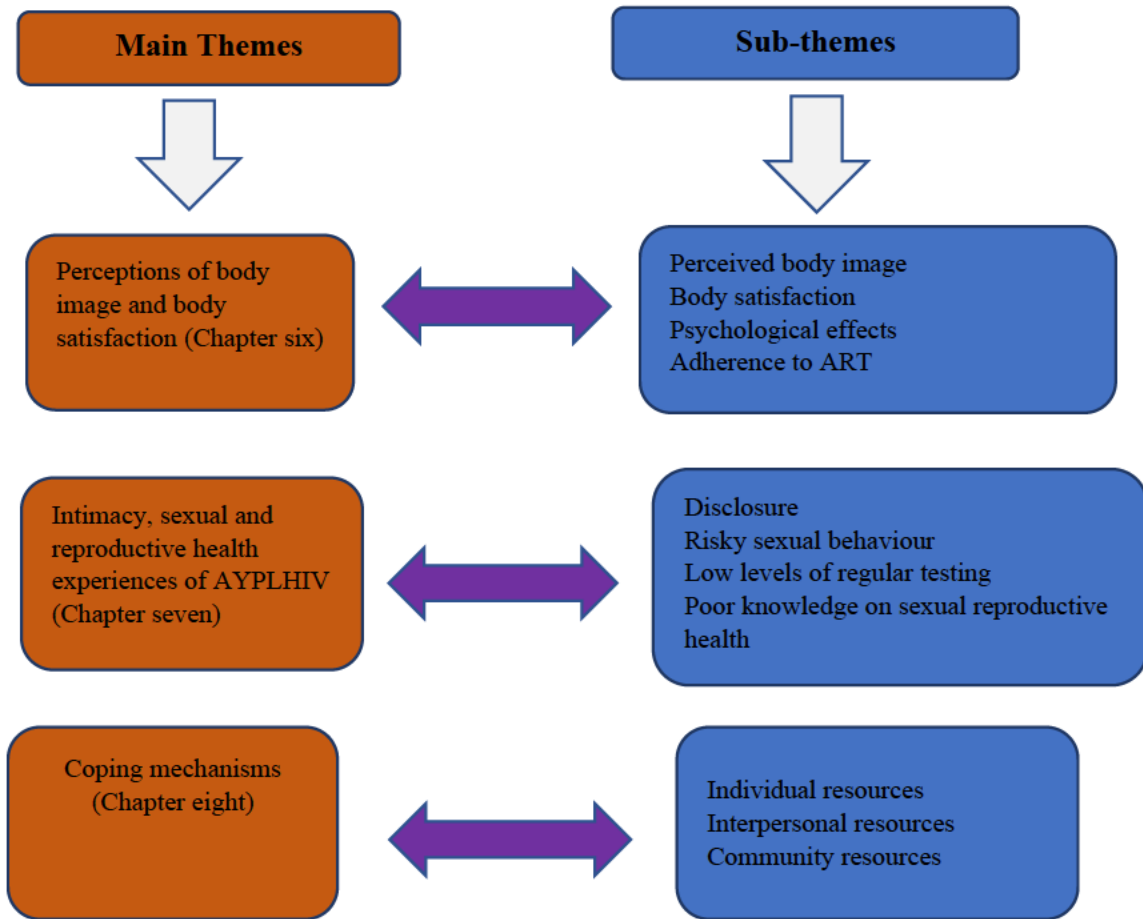 Main Themes
Sub-themes
Perceptions of body
image and body
satisfaction (Chapter six)
Perceived body image
Body satisfaction
Psychological effects
Adherence to ART
Intimacy, sexual and
reproductive health
experiences of AYPLHIV
(Chapter seven)
Disclosure
Risky sexual behaviour
Low levels of regular testing
Poor knowledge on sexual reproductive
health
Coping mechanisms
(Chapter eight)
Individual resources
Interpersonal resources
Community resources